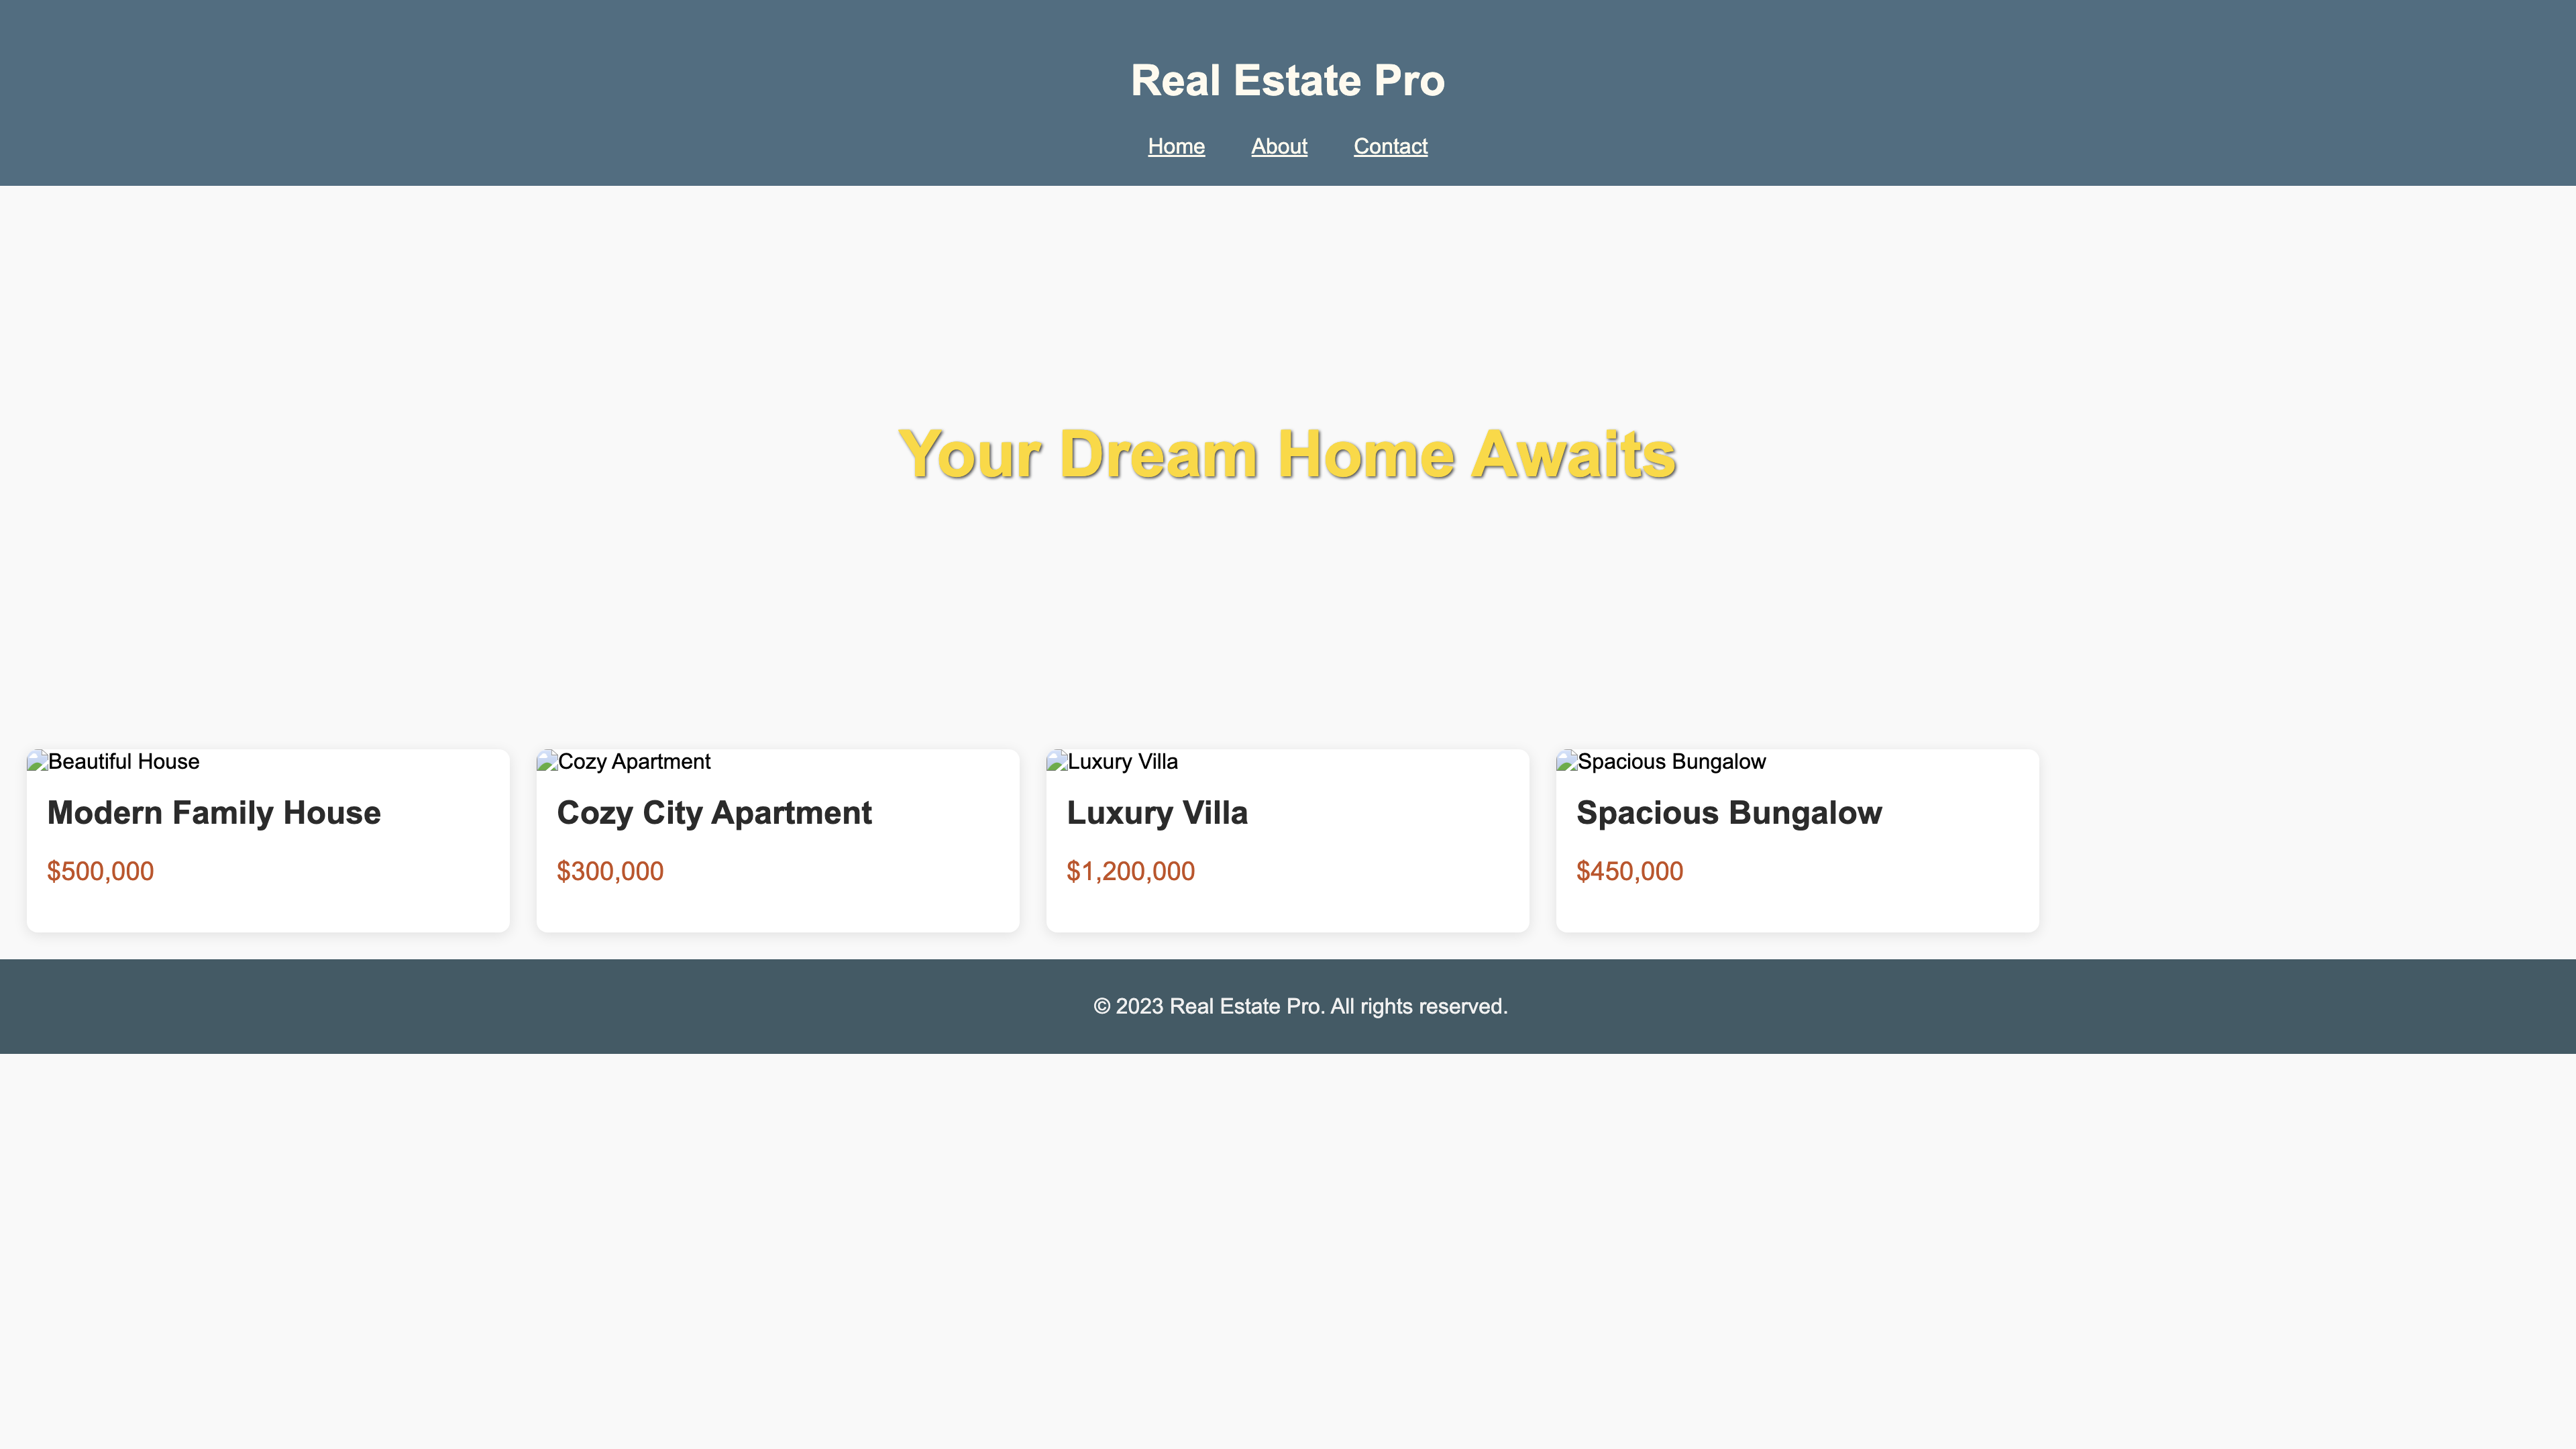 Real Estate Pro
Home About Contact
Your Dream Home Awaits
Beautiful House
Modern Family House
$500,000
Cozy Apartment
Cozy City Apartment
$300,000
Luxury Villa
Luxury Villa
$1,200,000
Spacious Bungalow
Spacious Bungalow
$450,000
© 2023 Real Estate Pro. All rights reserved.